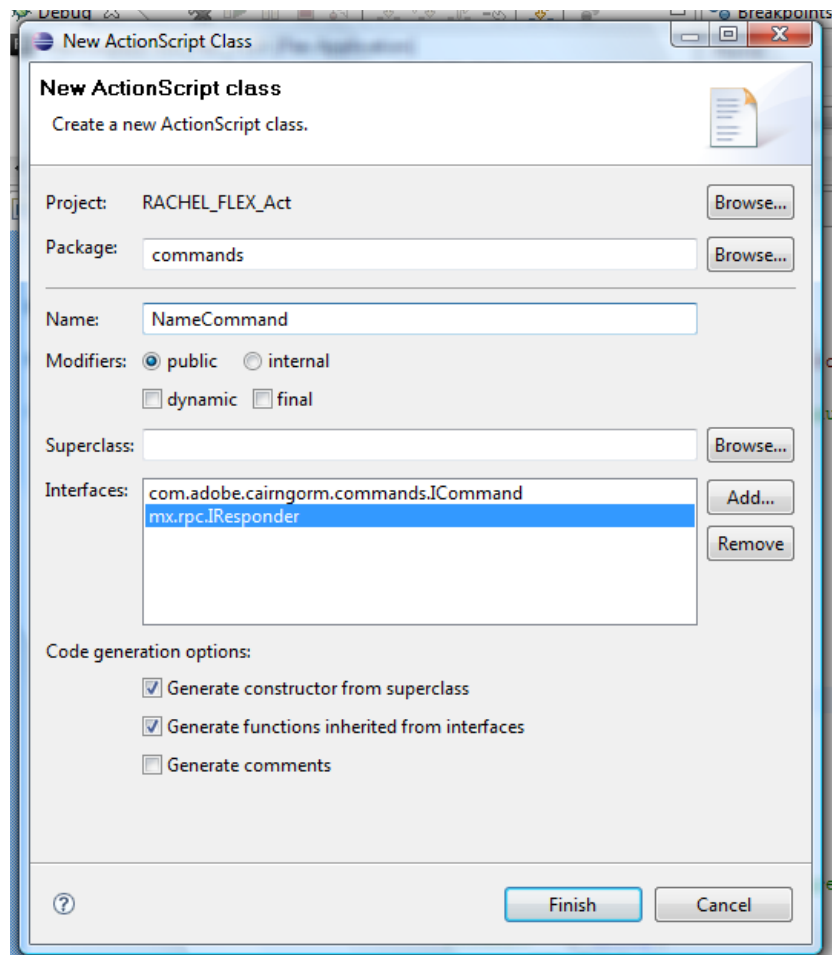 Debug
Breakpoints
New ActionScript Class
New ActionScript class
Create a new ActionScript class.
Project: RACHEL_FLEX_Act Browse...
Package: commands Browse...
Name: NameCommand
Modifiers: public internal
dynamic final
Superclass: Browse...
Interfaces: com.adobe.cairngorm.commands.ICommand Add...
mx.rpc.IResponder
Remove
Code generation options:
Generate constructor from superclass
Generate functions inherited from interfaces
Generate comments
? Finish Cancel